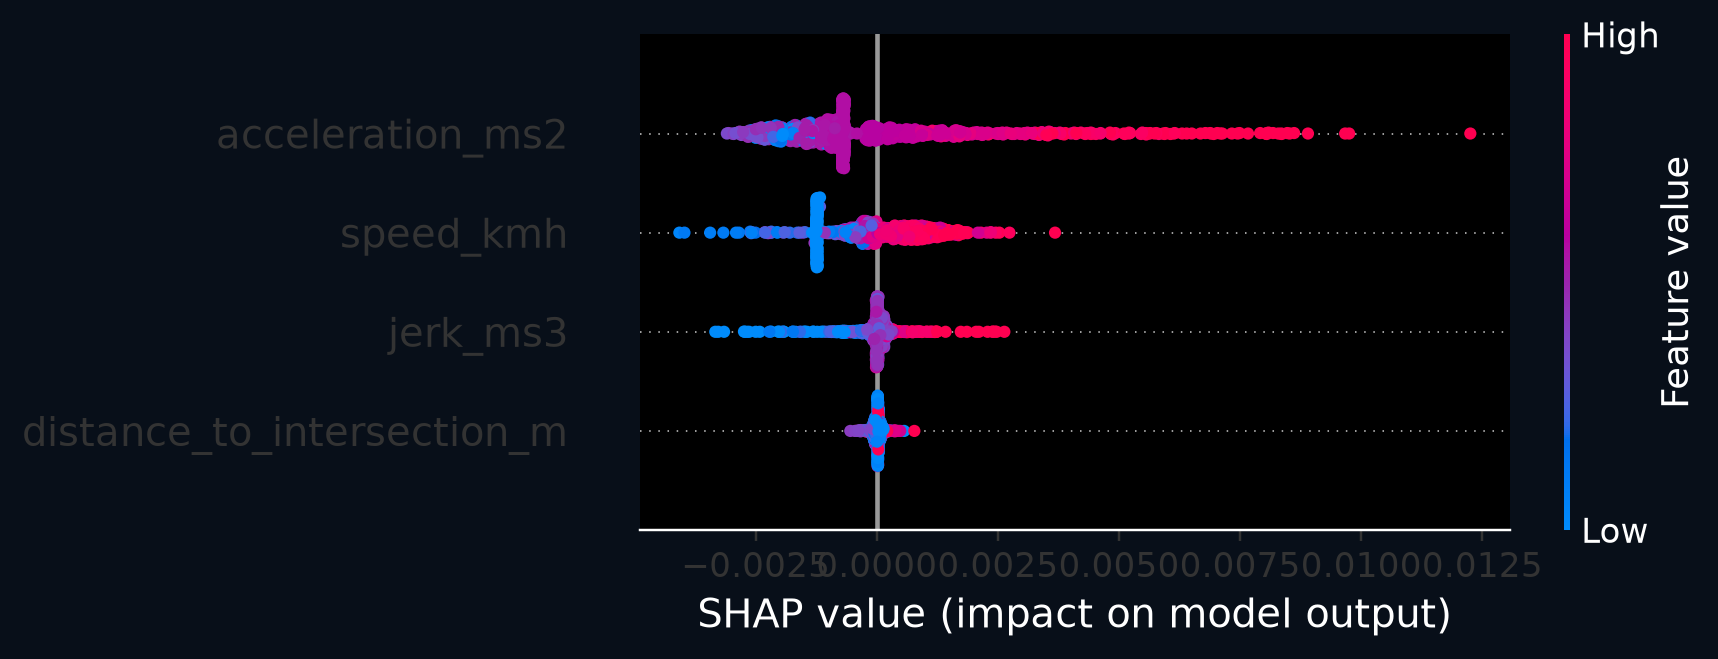 High
acceleration_ms2
speed_kmh
jerk_ms3
distance_to_intersection_m
Feature value
Low
−0.0025 0.0000 0.0025 0.0050 0.0075 0.0100 0.0125
SHAP value (impact on model output)